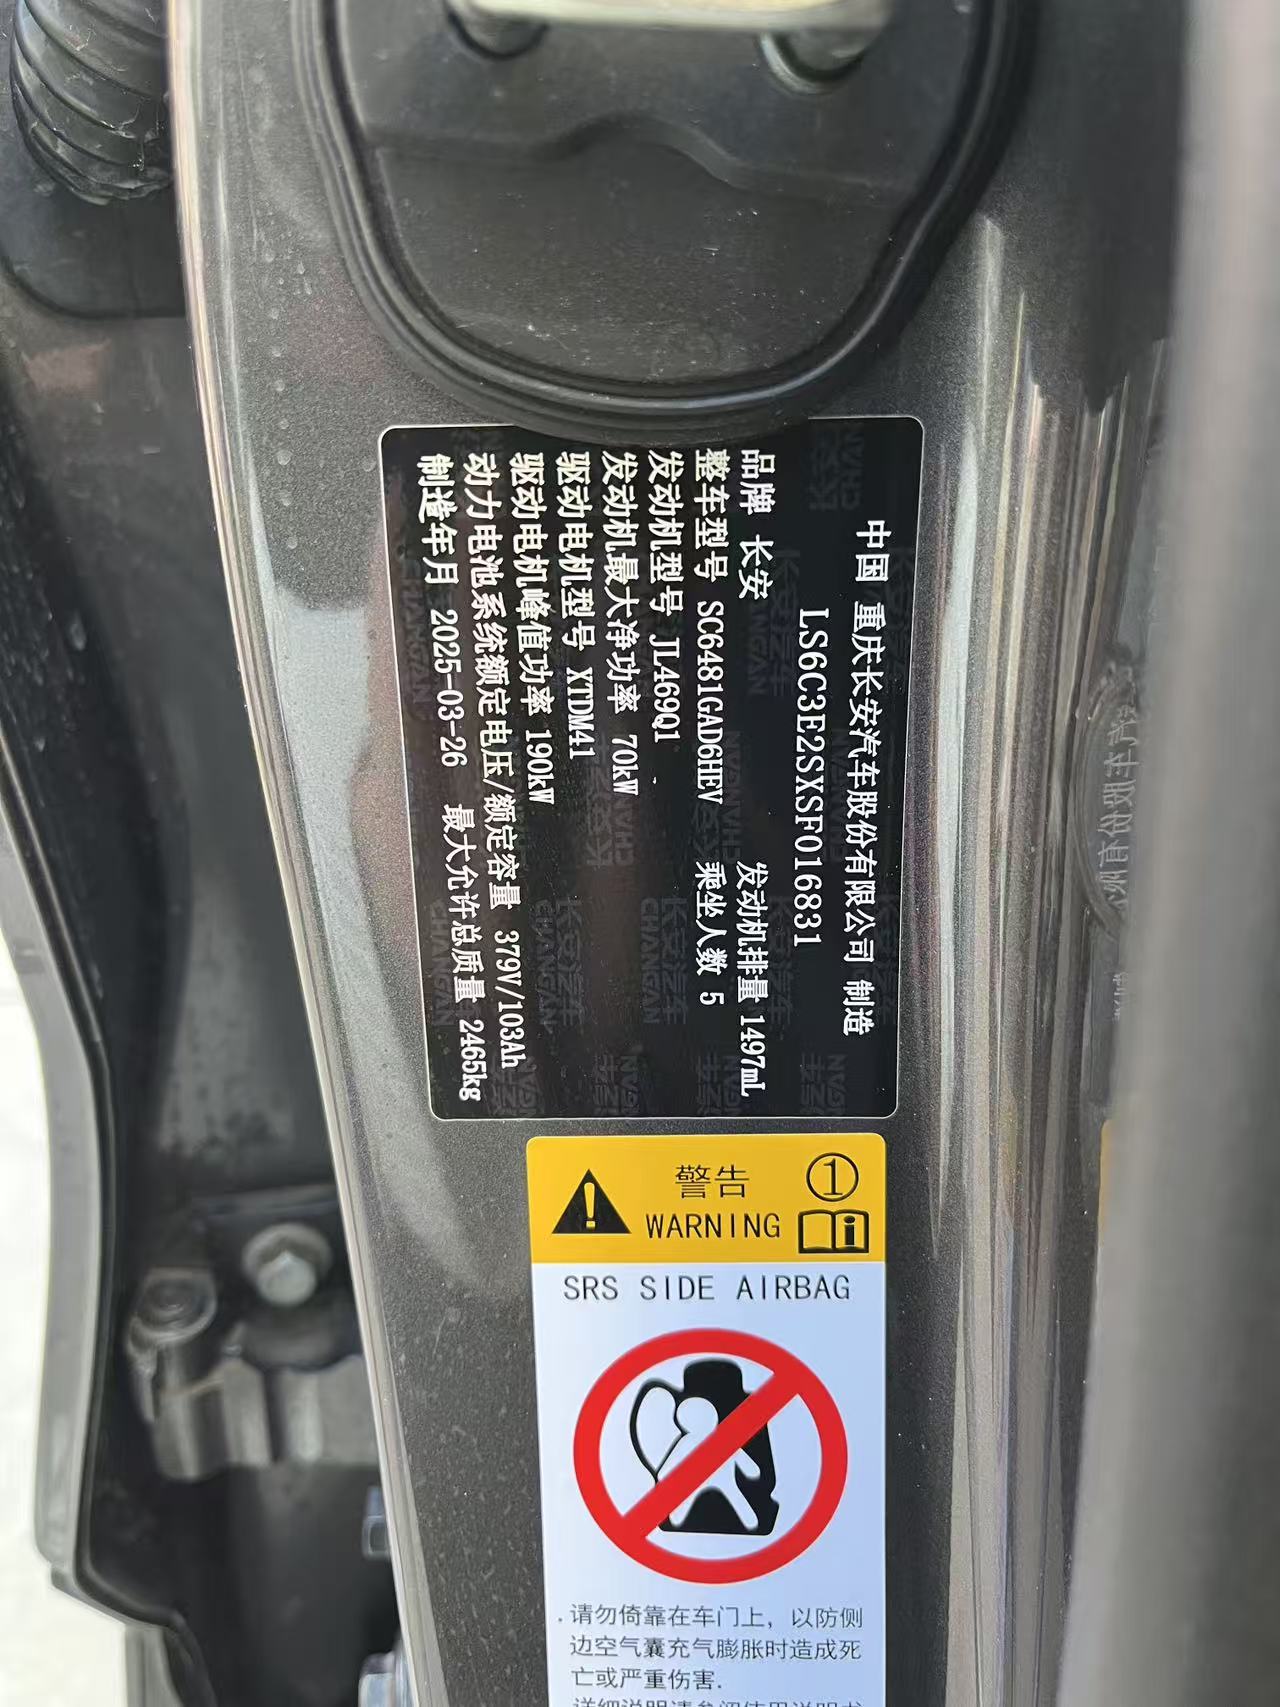 中国 重庆长安汽车股份有限公司 制造
LS6C3E2SXSF016831
品牌 长安 发动机排量 1497mL
整车型号 SC6481GAD6HEV 乘坐人数 5
发动机型号 JL469Q1
发动机最大净功率 70kW
驱动电机型号 XTDM41
驱动电机峰值功率 190kW
动力电池系统额定电压/额定容量 379V/103Ah
制造年月 2025-03-26 最大允许总质量 2465kg
警告 ①
WARNING
SRS SIDE AIRBAG
.请勿倚靠在车门上，以防侧
边空气囊充气膨胀时造成死
亡或严重伤害.